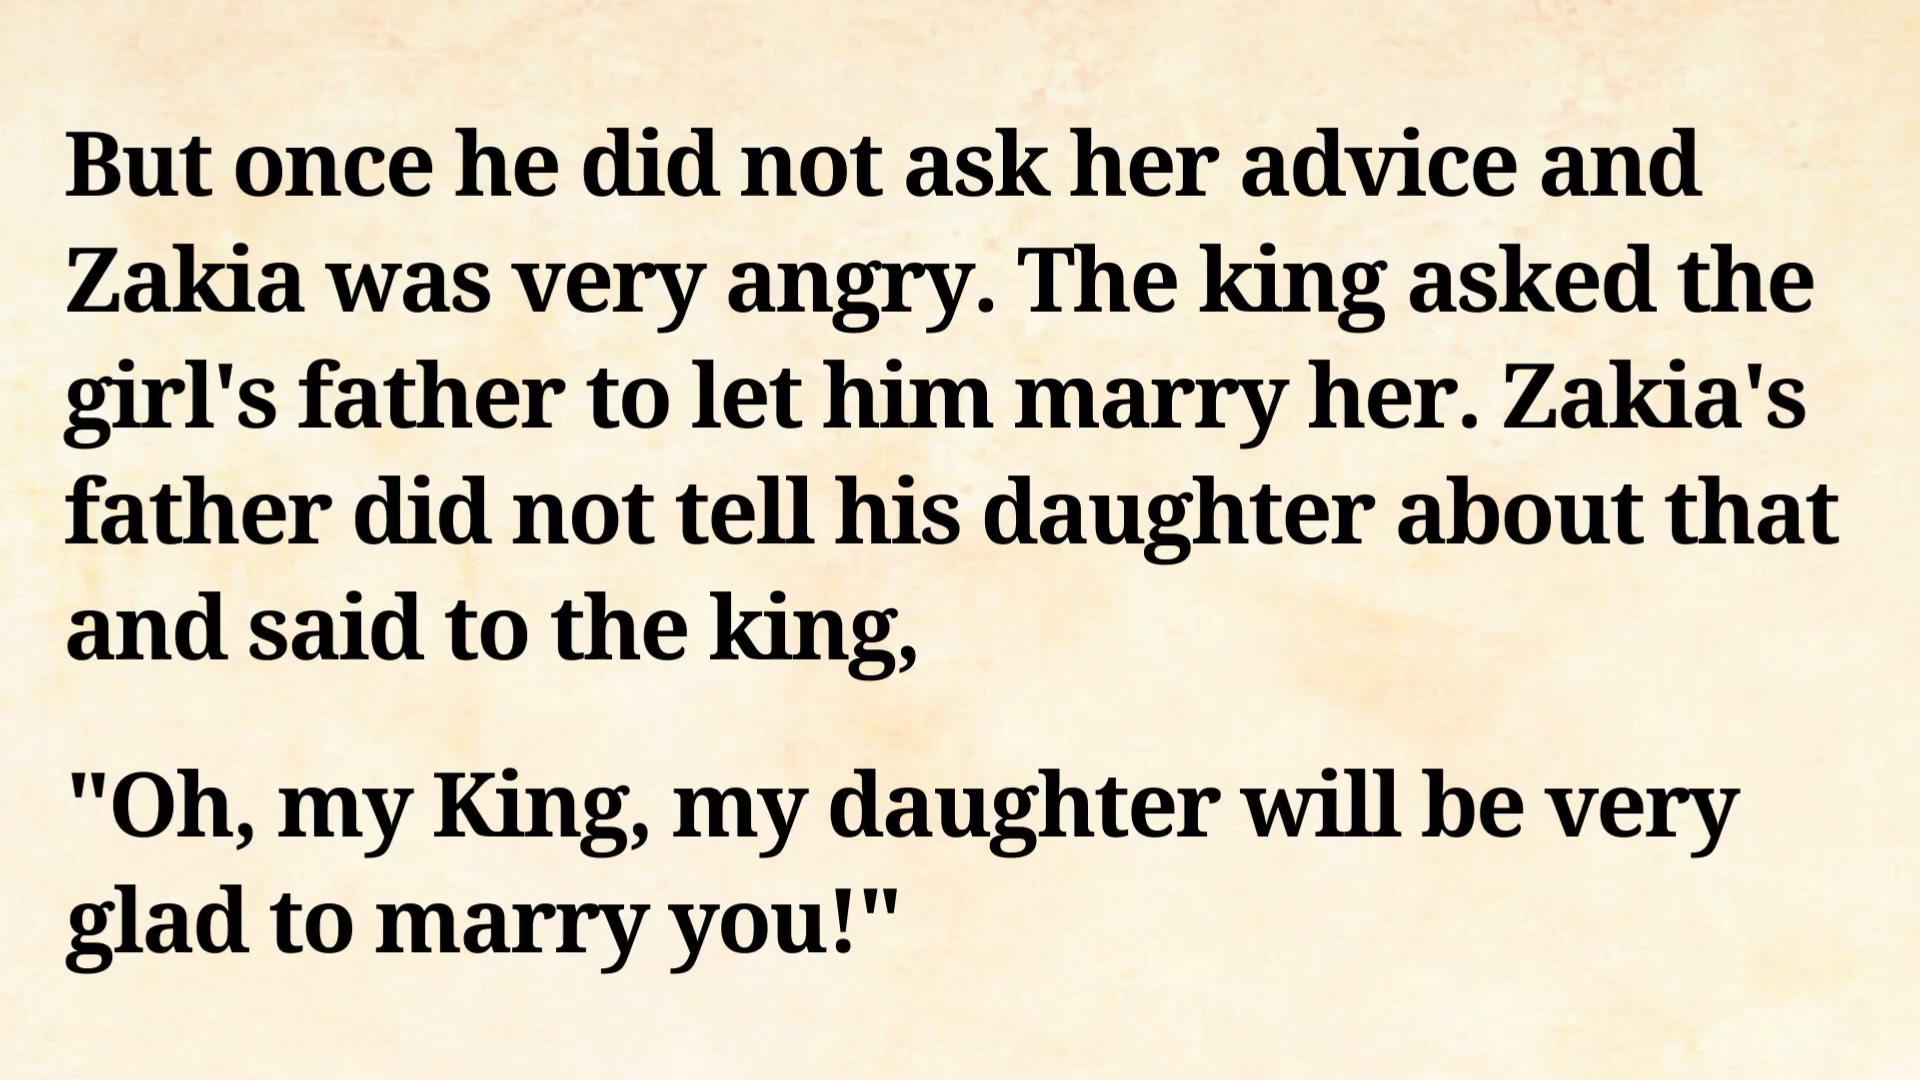 But once he did not ask her advice and
Zakia was very angry. The king asked the
girl's father to let him marry her. Zakia's
father did not tell his daughter about that
and said to the king,
"Oh, my King, my daughter will be very
glad to marry you!"